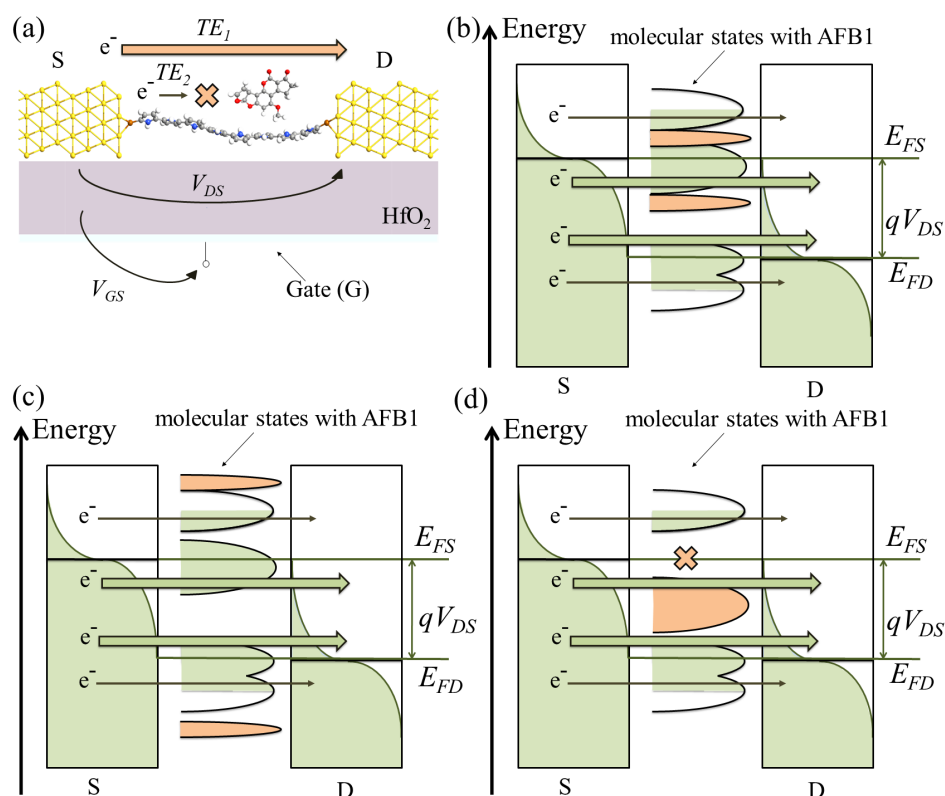 (a)
TE1
e-
S
D
e- TE2
VDS
HfO2
VGS
Gate (G)
(b)
Energy
molecular states with AFB1
e-
EFS
e-
qVDS
e-
EFD
e-
S
D
(c)
Energy
molecular states with AFB1
e-
EFS
e-
qVDS
e-
EFD
e-
S
D
(d)
Energy
molecular states with AFB1
e-
EFS
e-
qVDS
e-
EFD
e-
S
D